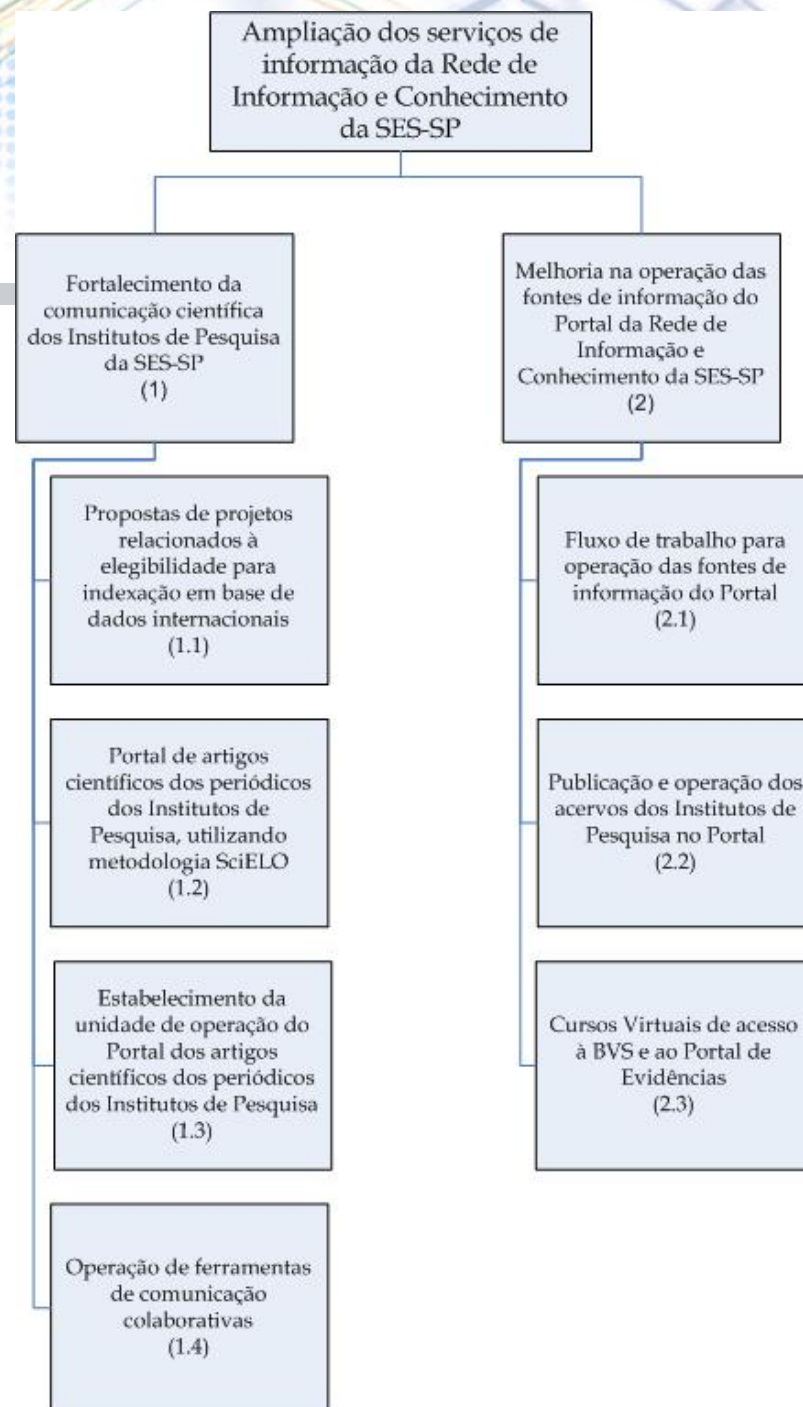 Ampliação dos serviços de
informação da Rede de
Informação e Conhecimento
da SES-SP
Fortalecimento da
comunicação científica
dos Institutos de Pesquisa
da SES-SP
(1)
Propostas de projetos
relacionados à
elegibilidade para
indexação em base de
dados internacionais
(1.1)
Portal de artigos
científicos dos periódicos
dos Institutos de
Pesquisa, utilizando
metodologia SciELO
(1.2)
Estabelecimento da
unidade de operação do
Portal dos artigos
científicos dos periódicos
dos Institutos de Pesquisa
(1.3)
Operação de ferramentas
de comunicação
colaborativas
(1.4)
Melhoria na operação das
fontes de informação do
Portal da Rede de
Informação e
Conhecimento da SES-SP
(2)
Fluxo de trabalho para
operação das fontes de
informação do Portal
(2.1)
Publicação e operação dos
acervos dos Institutos de
Pesquisa no Portal
(2.2)
Cursos Virtuais de acesso
à BVS e ao Portal de
Evidências
(2.3)